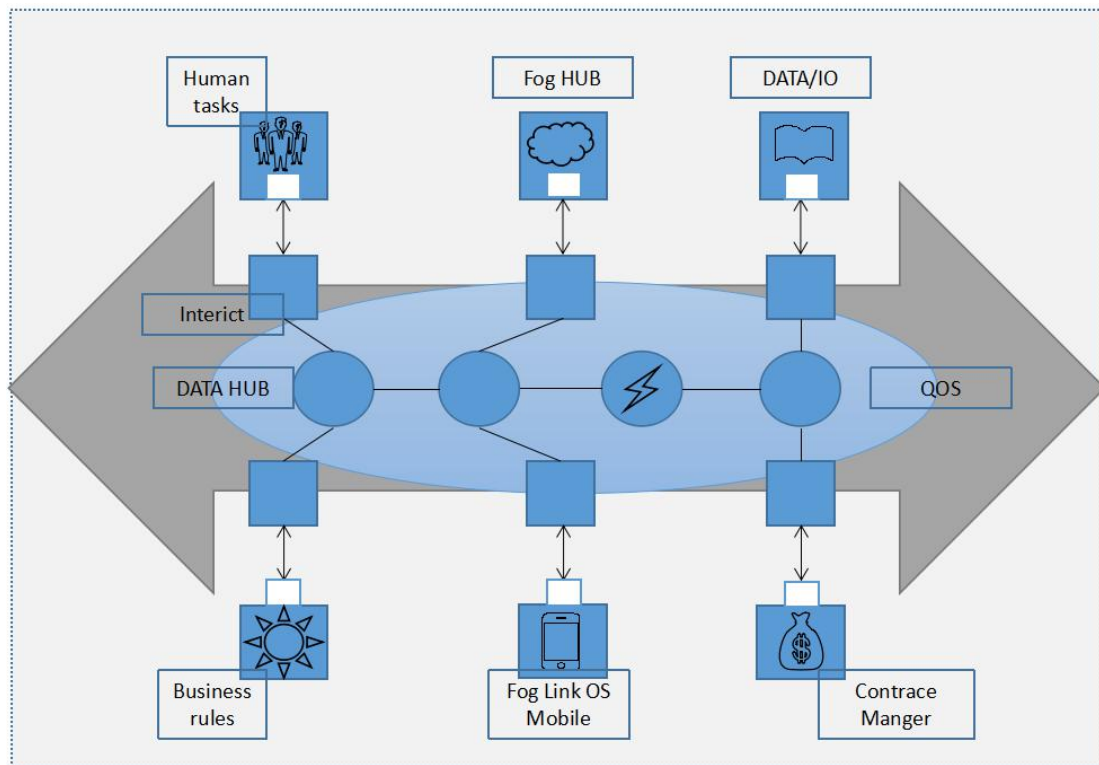 Human
tasks
Fog HUB
DATA/IO
Interict
DATA HUB
QOS
Business
rules
Fog Link OS
Mobile
Contrace
Manger